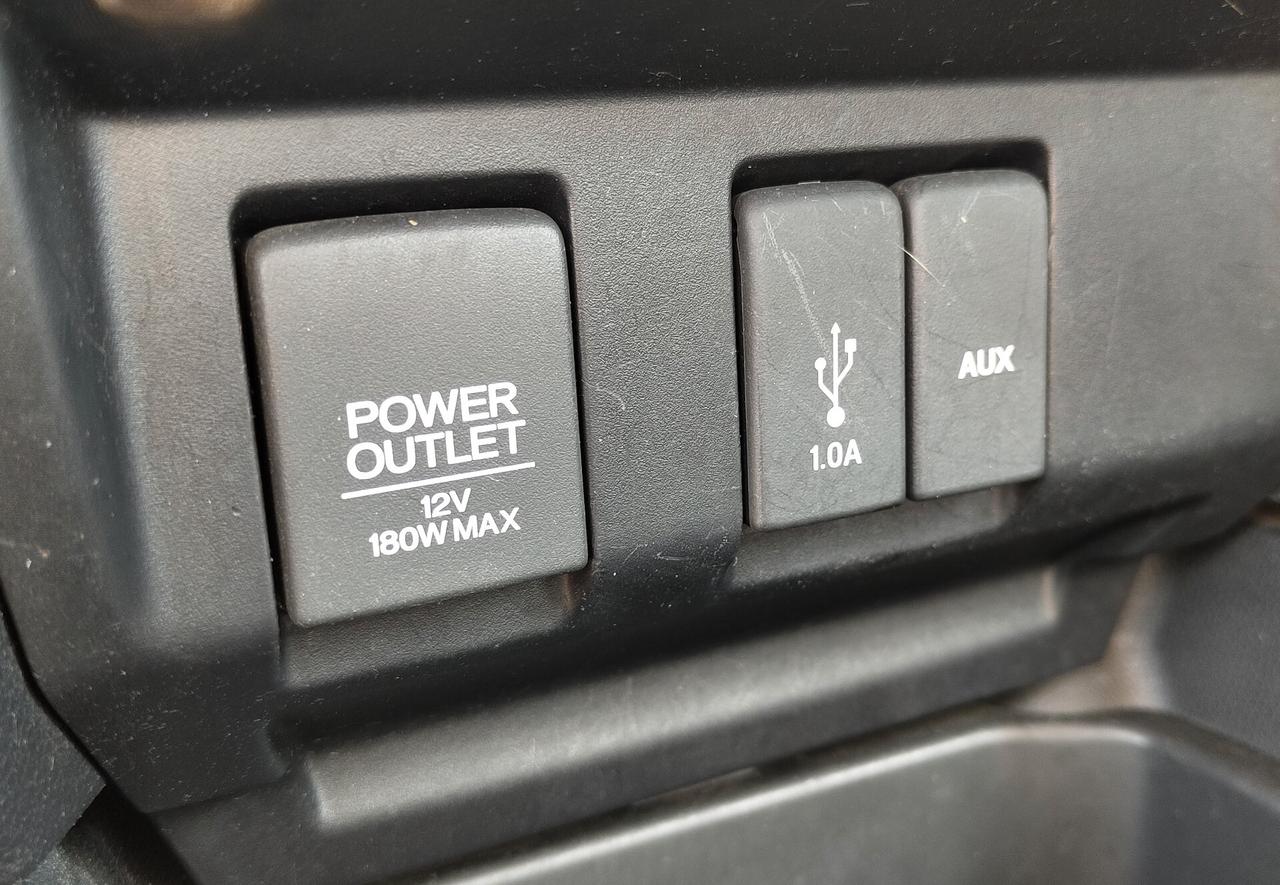 POWER
OUTLET
12V
180W MAX
1.0A
AUX